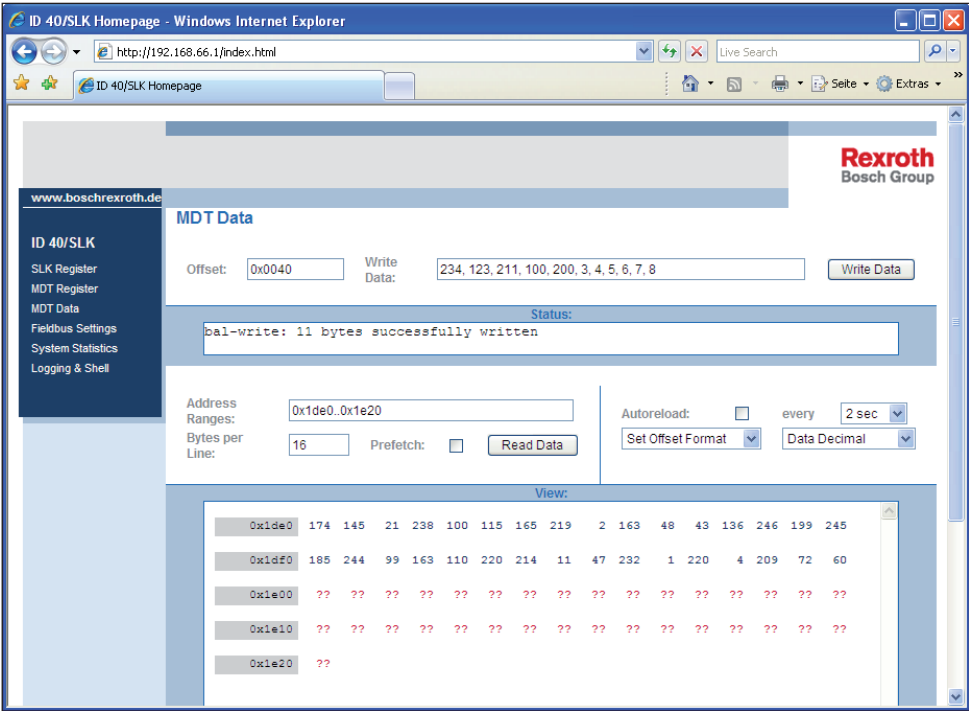 ID 40/SLK Homepage - Windows Internet Explorer
http://192.168.66.1/index.html
Live Search
ID 40/SLK Homepage
Seite
Extras
»
Rexroth
Bosch Group
www.boschrexroth.de
ID 40/SLK
SLK Register
MDT Register
MDT Data
Fieldbus Settings
System Statistics
Logging & Shell
MDT Data
Offset: 0x0040 Write Data: 234, 123, 211, 100, 200, 3, 4, 5, 6, 7, 8 Write Data
Status:
bal-write: 11 bytes successfully written
Address Ranges: 0x1de0..0x1e20
Autoreload: every 2 sec
Bytes per Line: 16 Prefetch: Read Data
Set Offset Format Data Decimal
View:
0x1de0 174 145 21 238 100 115 165 219 2 163 48 43 136 246 199 245
0x1df0 185 244 99 163 110 220 214 11 47 232 1 220 4 209 72 60
0x1e00 ?? ?? ?? ?? ?? ?? ?? ?? ?? ?? ?? ?? ?? ?? ?? ??
0x1e10 ?? ?? ?? ?? ?? ?? ?? ?? ?? ?? ?? ?? ?? ?? ?? ??
0x1e20 ??